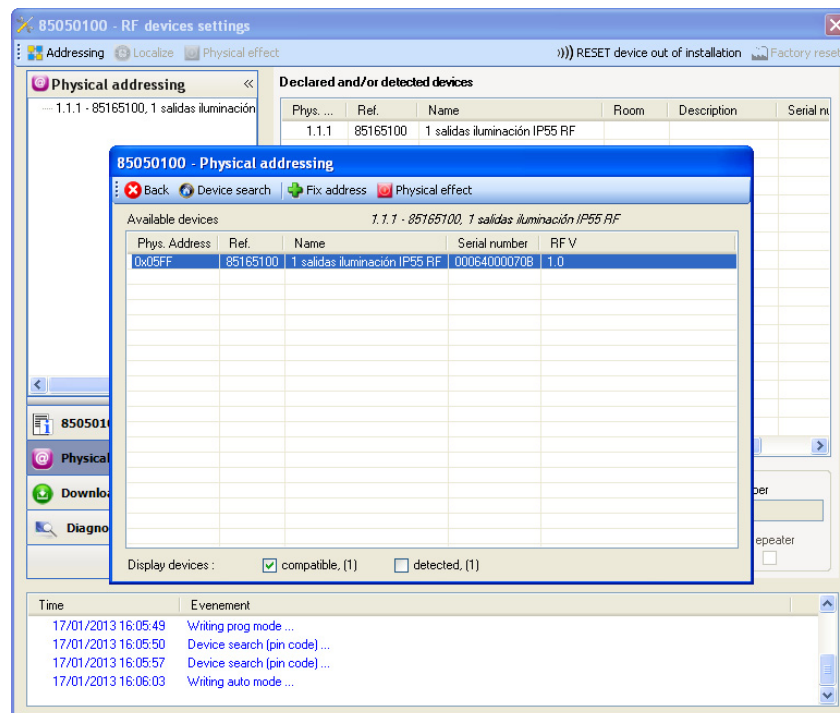 85050100 - RF devices settings
Addressing Localize Physical effect ))) RESET device out of installation Factory reset
Physical addressing «
1.1.1 - 85165100, 1 salidas iluminación
Declared and/or detected devices
Phys. ... Ref. Name Room Description Serial nu
1.1.1 85165100 1 salidas iluminación IP55 RF
85050100 - Physical addressing
Back Device search Fix address Physical effect
Available devices 1.1.1 - 85165100, 1 salidas iluminación IP55 RF
Phys. Address Ref. Name Serial number RF V
0x05FF 85165100 1 salidas iluminación IP55 RF 00064000070B 1.0
8505010
Physical
Downloa
Diagno
ber
epeater
Display devices : compatible, (1) detected, (1)
Time Evenement
17/01/2013 16:05:49 Writing prog mode ...
17/01/2013 16:05:50 Device search (pin code) ...
17/01/2013 16:05:57 Device search (pin code) ...
17/01/2013 16:06:03 Writing auto mode ...